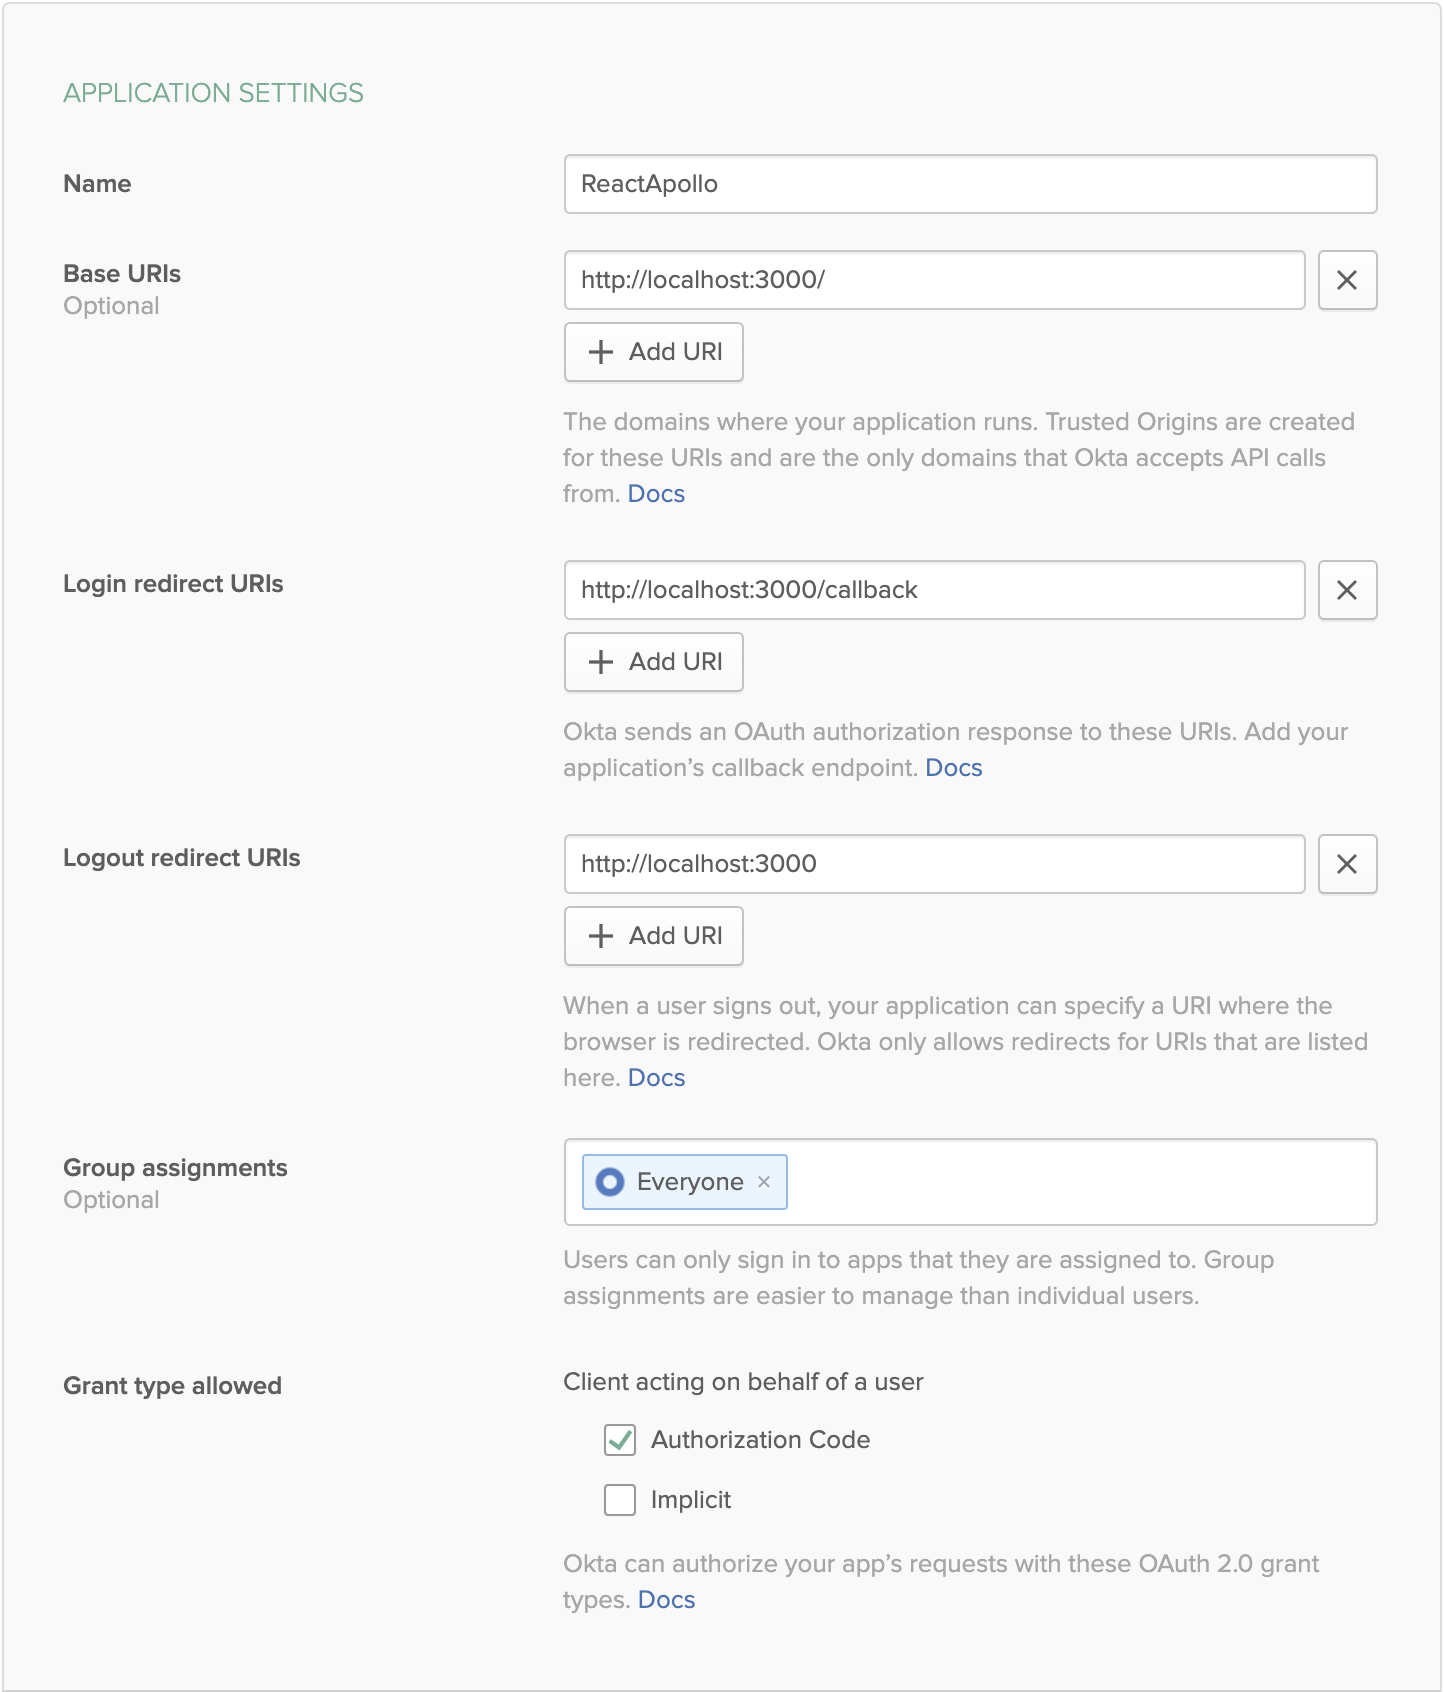 APPLICATION SETTINGS
Name
ReactApollo
Base URIs
Optional
http://localhost:3000/
Add URI
The domains where your application runs. Trusted Origins are created
for these URIs and are the only domains that Okta accepts API calls
from. Docs
Login redirect URIs
http://localhost:3000/callback
Add URI
Okta sends an OAuth authorization response to these URIs. Add your
application’s callback endpoint. Docs
Logout redirect URIs
http://localhost:3000
Add URI
When a user signs out, your application can specify a URI where the
browser is redirected. Okta only allows redirects for URIs that are listed
here. Docs
Group assignments
Optional
Everyone
Users can only sign in to apps that they are assigned to. Group
assignments are easier to manage than individual users.
Grant type allowed
Client acting on behalf of a user
Authorization Code
Implicit
Okta can authorize your app’s requests with these OAuth 2.0 grant
types. Docs